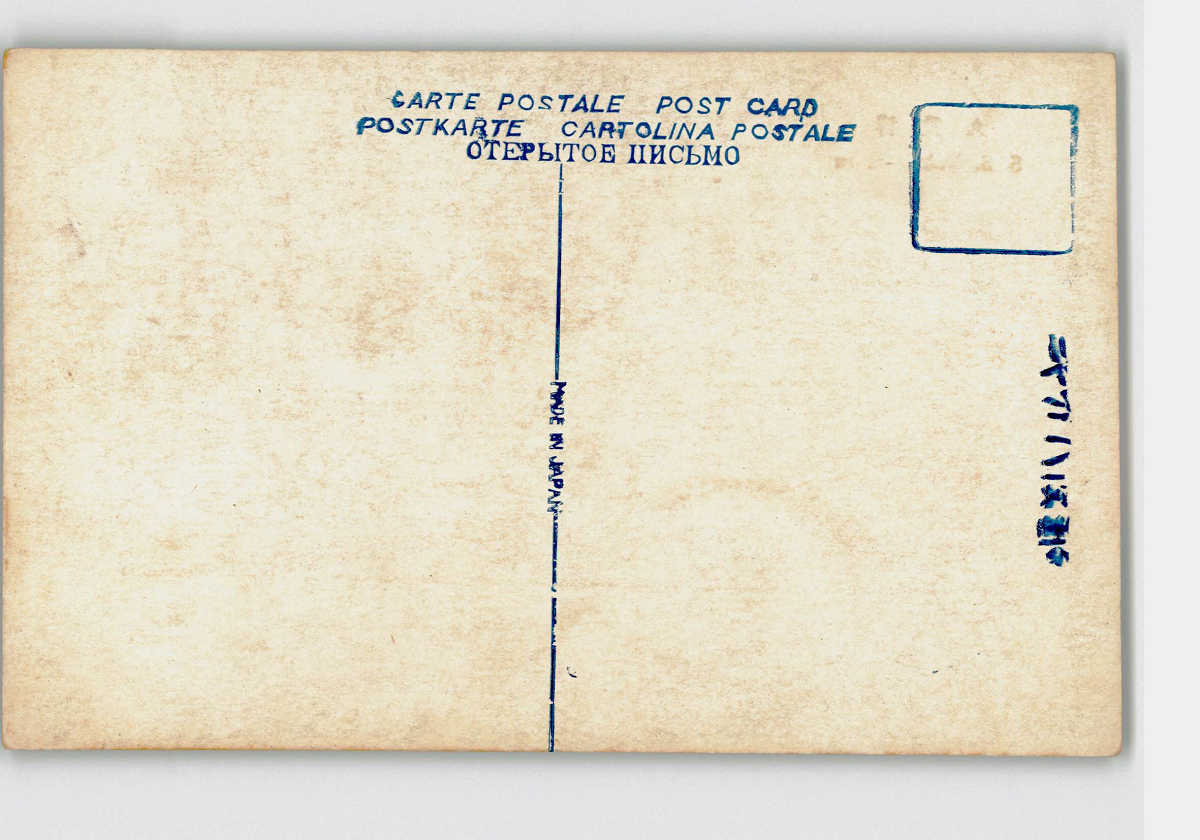 CARTE POSTALE POST CARD
POSTKARTE CARTOLINA POSTALE
ОТКРЫТОЕ ПИСЬМО
MADE IN JAPAN